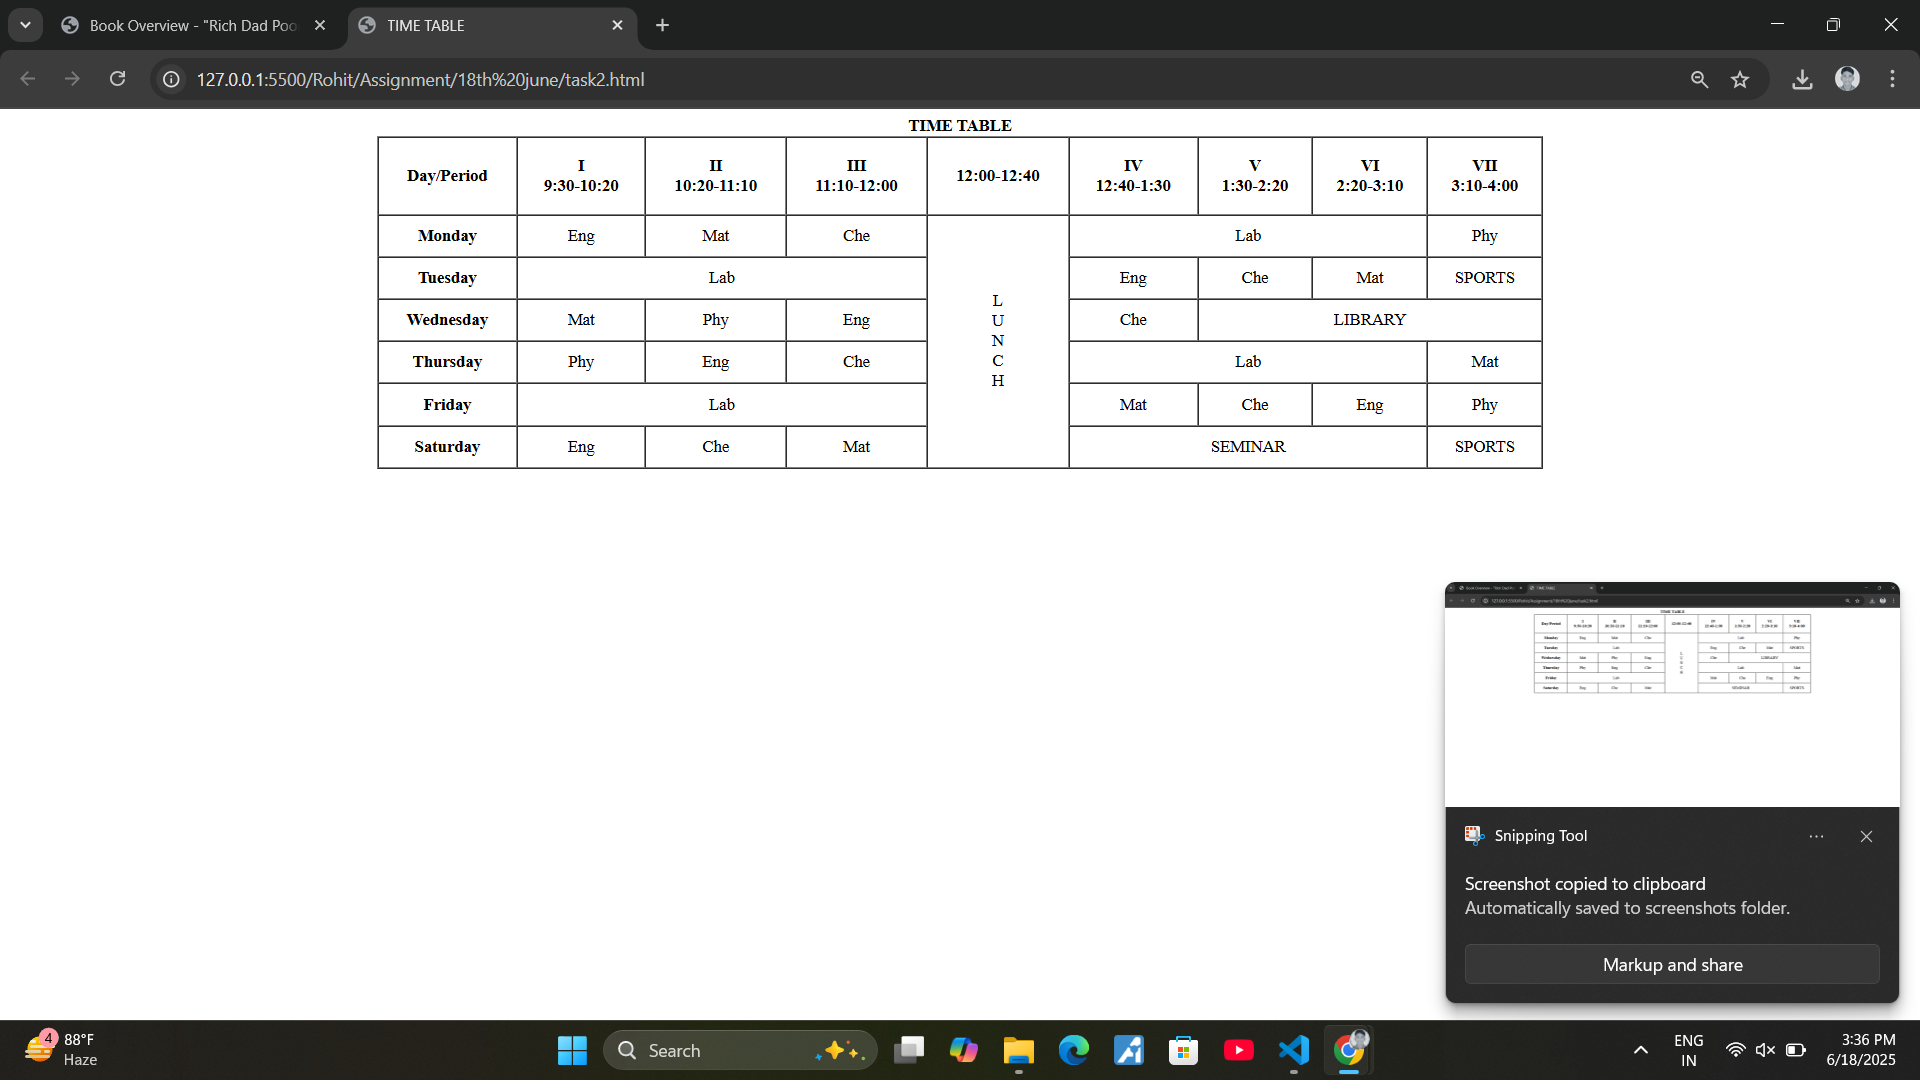 Book Overview - "Rich Dad Poo
TIME TABLE
127.0.0.1:5500/Rohit/Assignment/18th%20june/task2.html
TIME TABLE
Day/Period I 9:30-10:20 II 10:20-11:10 III 11:10-12:00 12:00-12:40 IV 12:40-1:30 V 1:30-2:20 VI 2:20-3:10 VII 3:10-4:00
Monday Eng Mat Che Lab Phy
Tuesday Lab Eng Che Mat SPORTS
Wednesday Mat Phy Eng Che LIBRARY
Thursday Phy Eng Che Lab Mat
Friday Lab Mat Che Eng Phy
Saturday Eng Che Mat SEMINAR SPORTS
L
U
N
C
H
Snipping Tool
Screenshot copied to clipboard
Automatically saved to screenshots folder.
Markup and share
4
88°F
Haze
Search
ENG
IN
3:36 PM
6/18/2025